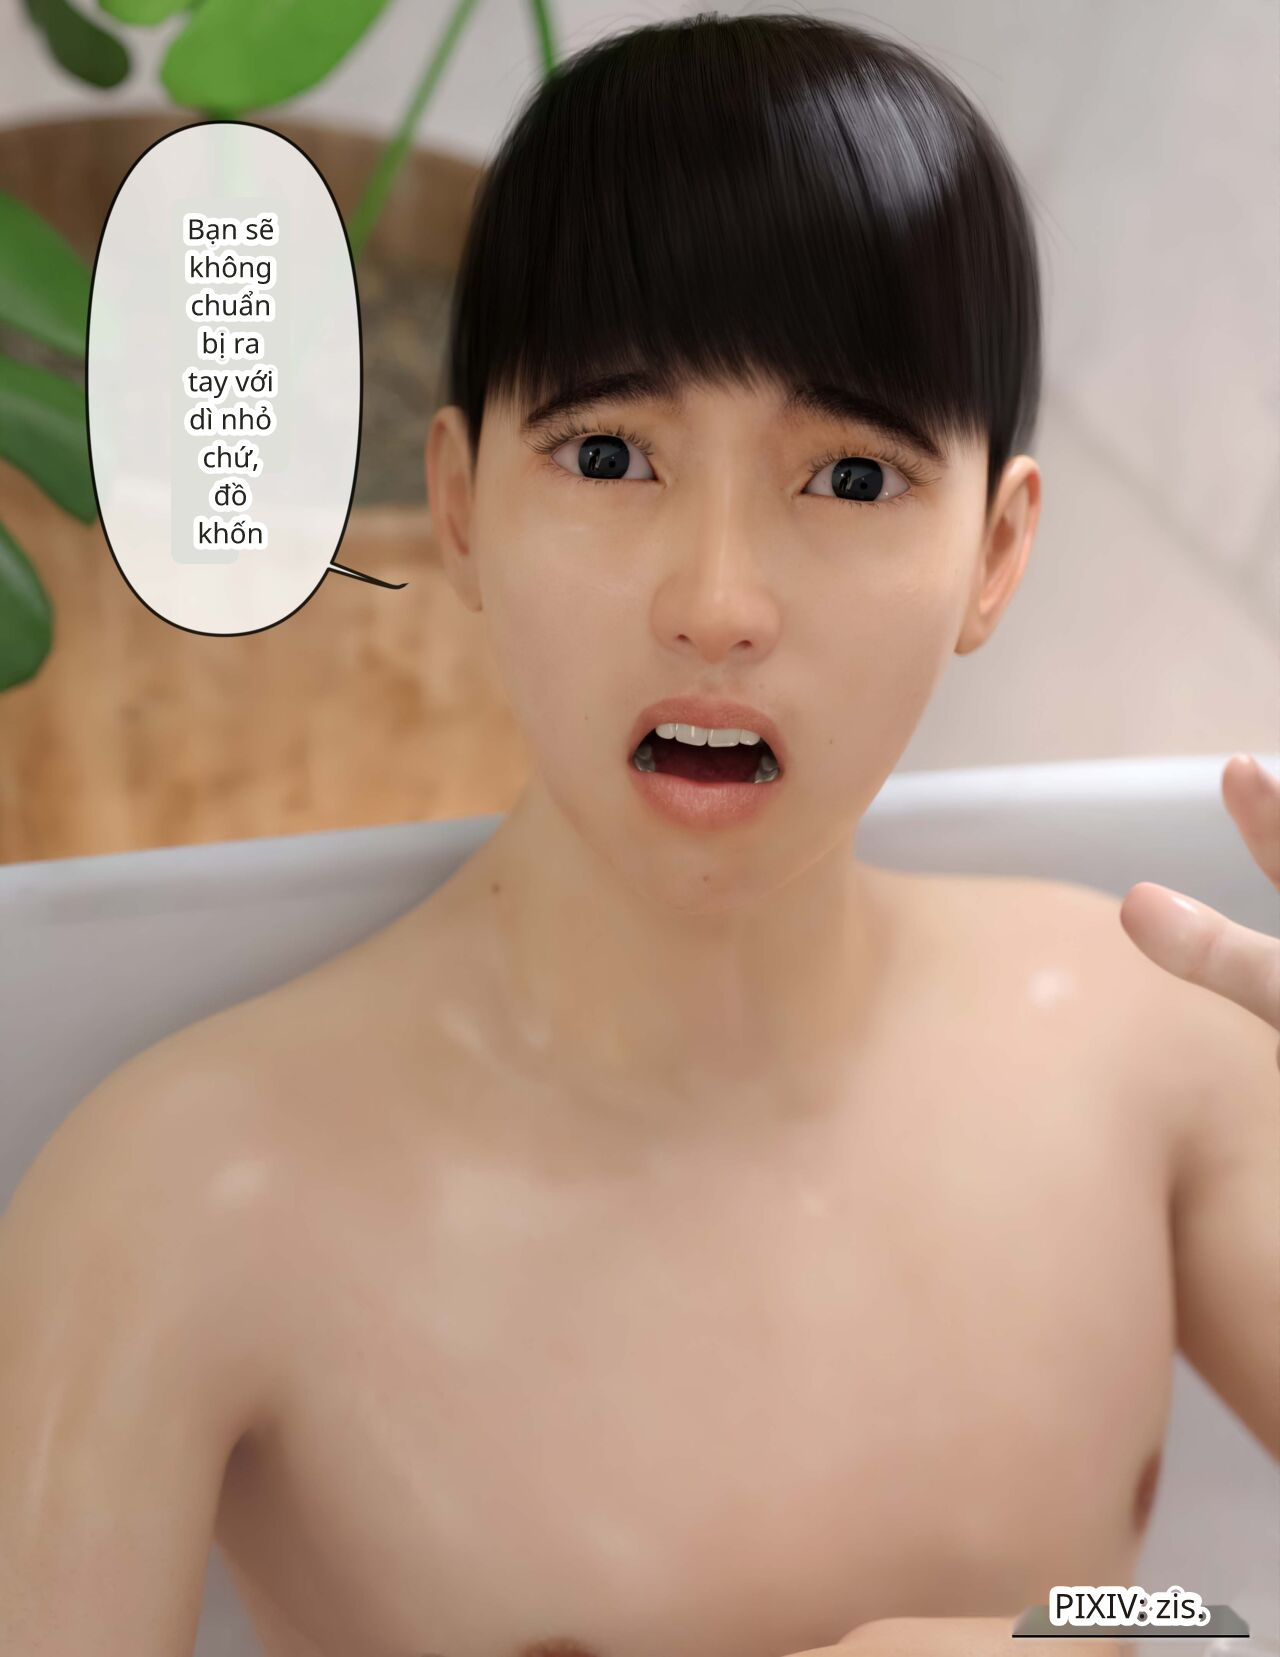 Bạn sẽ
không
chuẩn
bị ra
tay với
dì nhỏ
chứ,
đồ
khốn
PIXIV: zis.